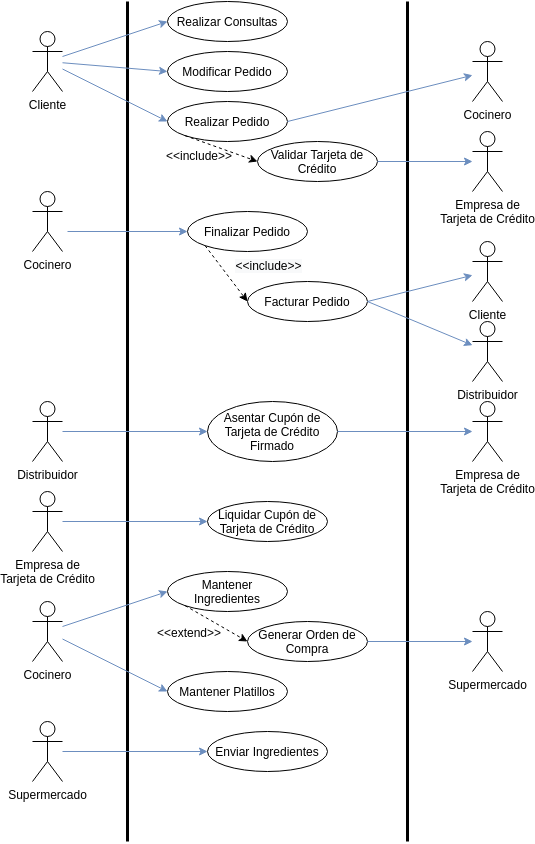 Realizar Consultas
Cliente
Modificar Pedido
Realizar Pedido
Cocinero
<<include>>
Validar Tarjeta de
Crédito
Empresa de
Tarjeta de Crédito
Cocinero
Finalizar Pedido
<<include>>
Facturar Pedido
Cliente
Distribuidor
Distribuidor
Asentar Cupón de
Tarjeta de Crédito
Firmado
Empresa de
Tarjeta de Crédito
Empresa de
Tarjeta de Crédito
Liquidar Cupón de
Tarjeta de Crédito
Cocinero
Mantener
Ingredientes
<<extend>>
Generar Orden de
Compra
Supermercado
Mantener Platillos
Supermercado
Enviar Ingredientes